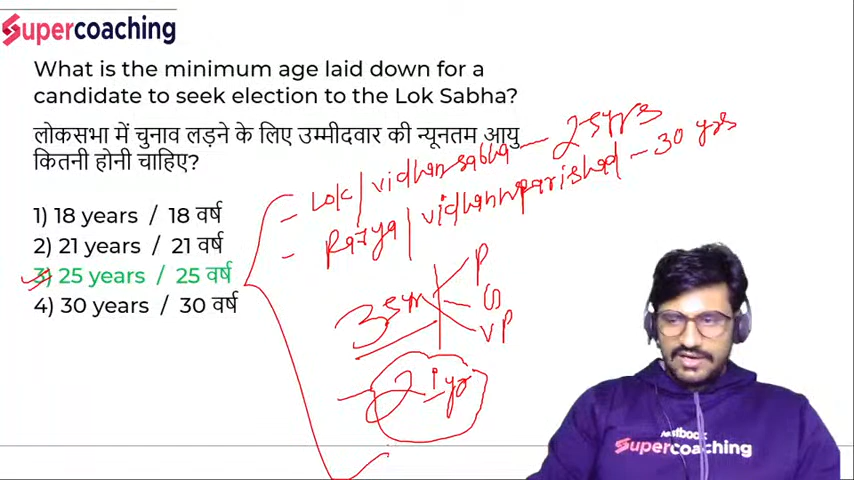 Supercoaching
What is the minimum age laid down for a
candidate to seek election to the Lok Sabha?
लोकसभा में चुनाव लड़ने के लिए उम्मीदवार की न्यूनतम आयु
कितनी होनी चाहिए?
1) 18 years / 18 वर्ष
2) 21 years / 21 वर्ष
3) 25 years / 25 वर्ष
4) 30 years / 30 वर्ष
- Lok / vidhan sabha - 25 yrs
- Rajya / vidhan parishad - 30 yrs
35 yr
P
G
VP
- 21 yr
testbook
Supercoaching